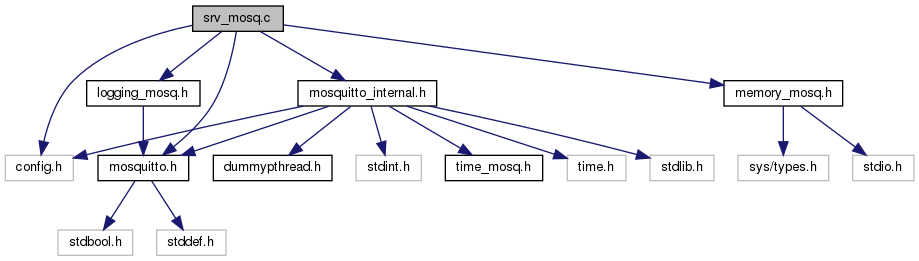 srv_mosq.c
logging_mosq.h
mosquitto_internal.h
memory_mosq.h
config.h
mosquitto.h
dummypthread.h
stdint.h
time_mosq.h
time.h
stdlib.h
sys/types.h
stdio.h
stdbool.h
stddef.h